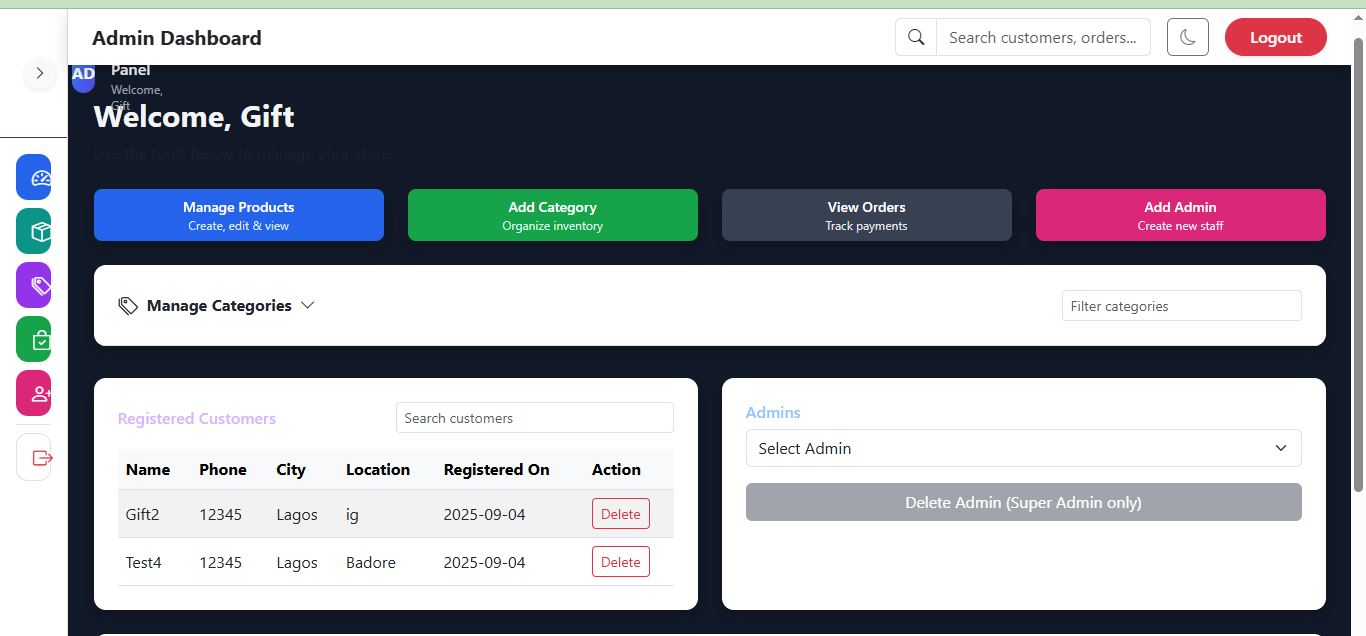 Admin Dashboard
Search customers, orders...
Logout
AD
Panel
Welcome,
Gift
Welcome, Gift
Use the tools below to manage your store.
Manage Products
Create, edit & view
Add Category
Organize inventory
View Orders
Track payments
Add Admin
Create new staff
Manage Categories
Filter categories
Registered Customers
Search customers
Name Phone City Location Registered On Action
Gift2 12345 Lagos ig 2025-09-04 Delete
Test4 12345 Lagos Badore 2025-09-04 Delete
Admins
Select Admin
Delete Admin (Super Admin only)